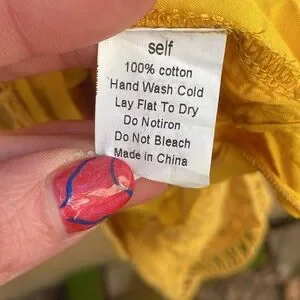 self
100% cotton
Hand Wash Cold
Lay Flat To Dry
Do Notiron
Do Not Bleach
Made in China